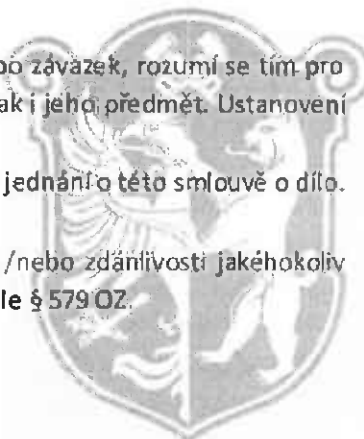 bo závazek, rozumí se tím pro
ak i jeho předmět. Ustanovení
jednání o této smlouvě o dílo.
/nebo zdánlivosti jakéhokoliv
le § 579 OZ.